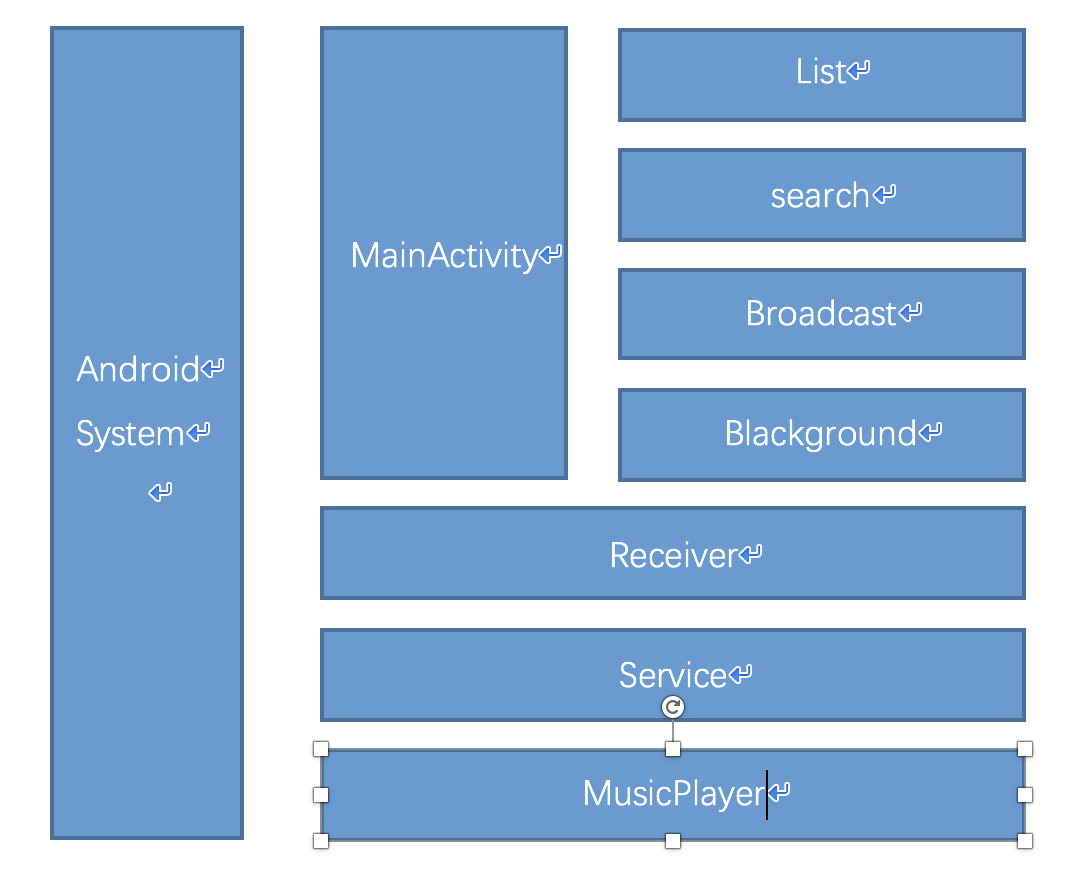 Android
System
MainActivity
List
search
Broadcast
Blackground
Receiver
Service
MusicPlayer